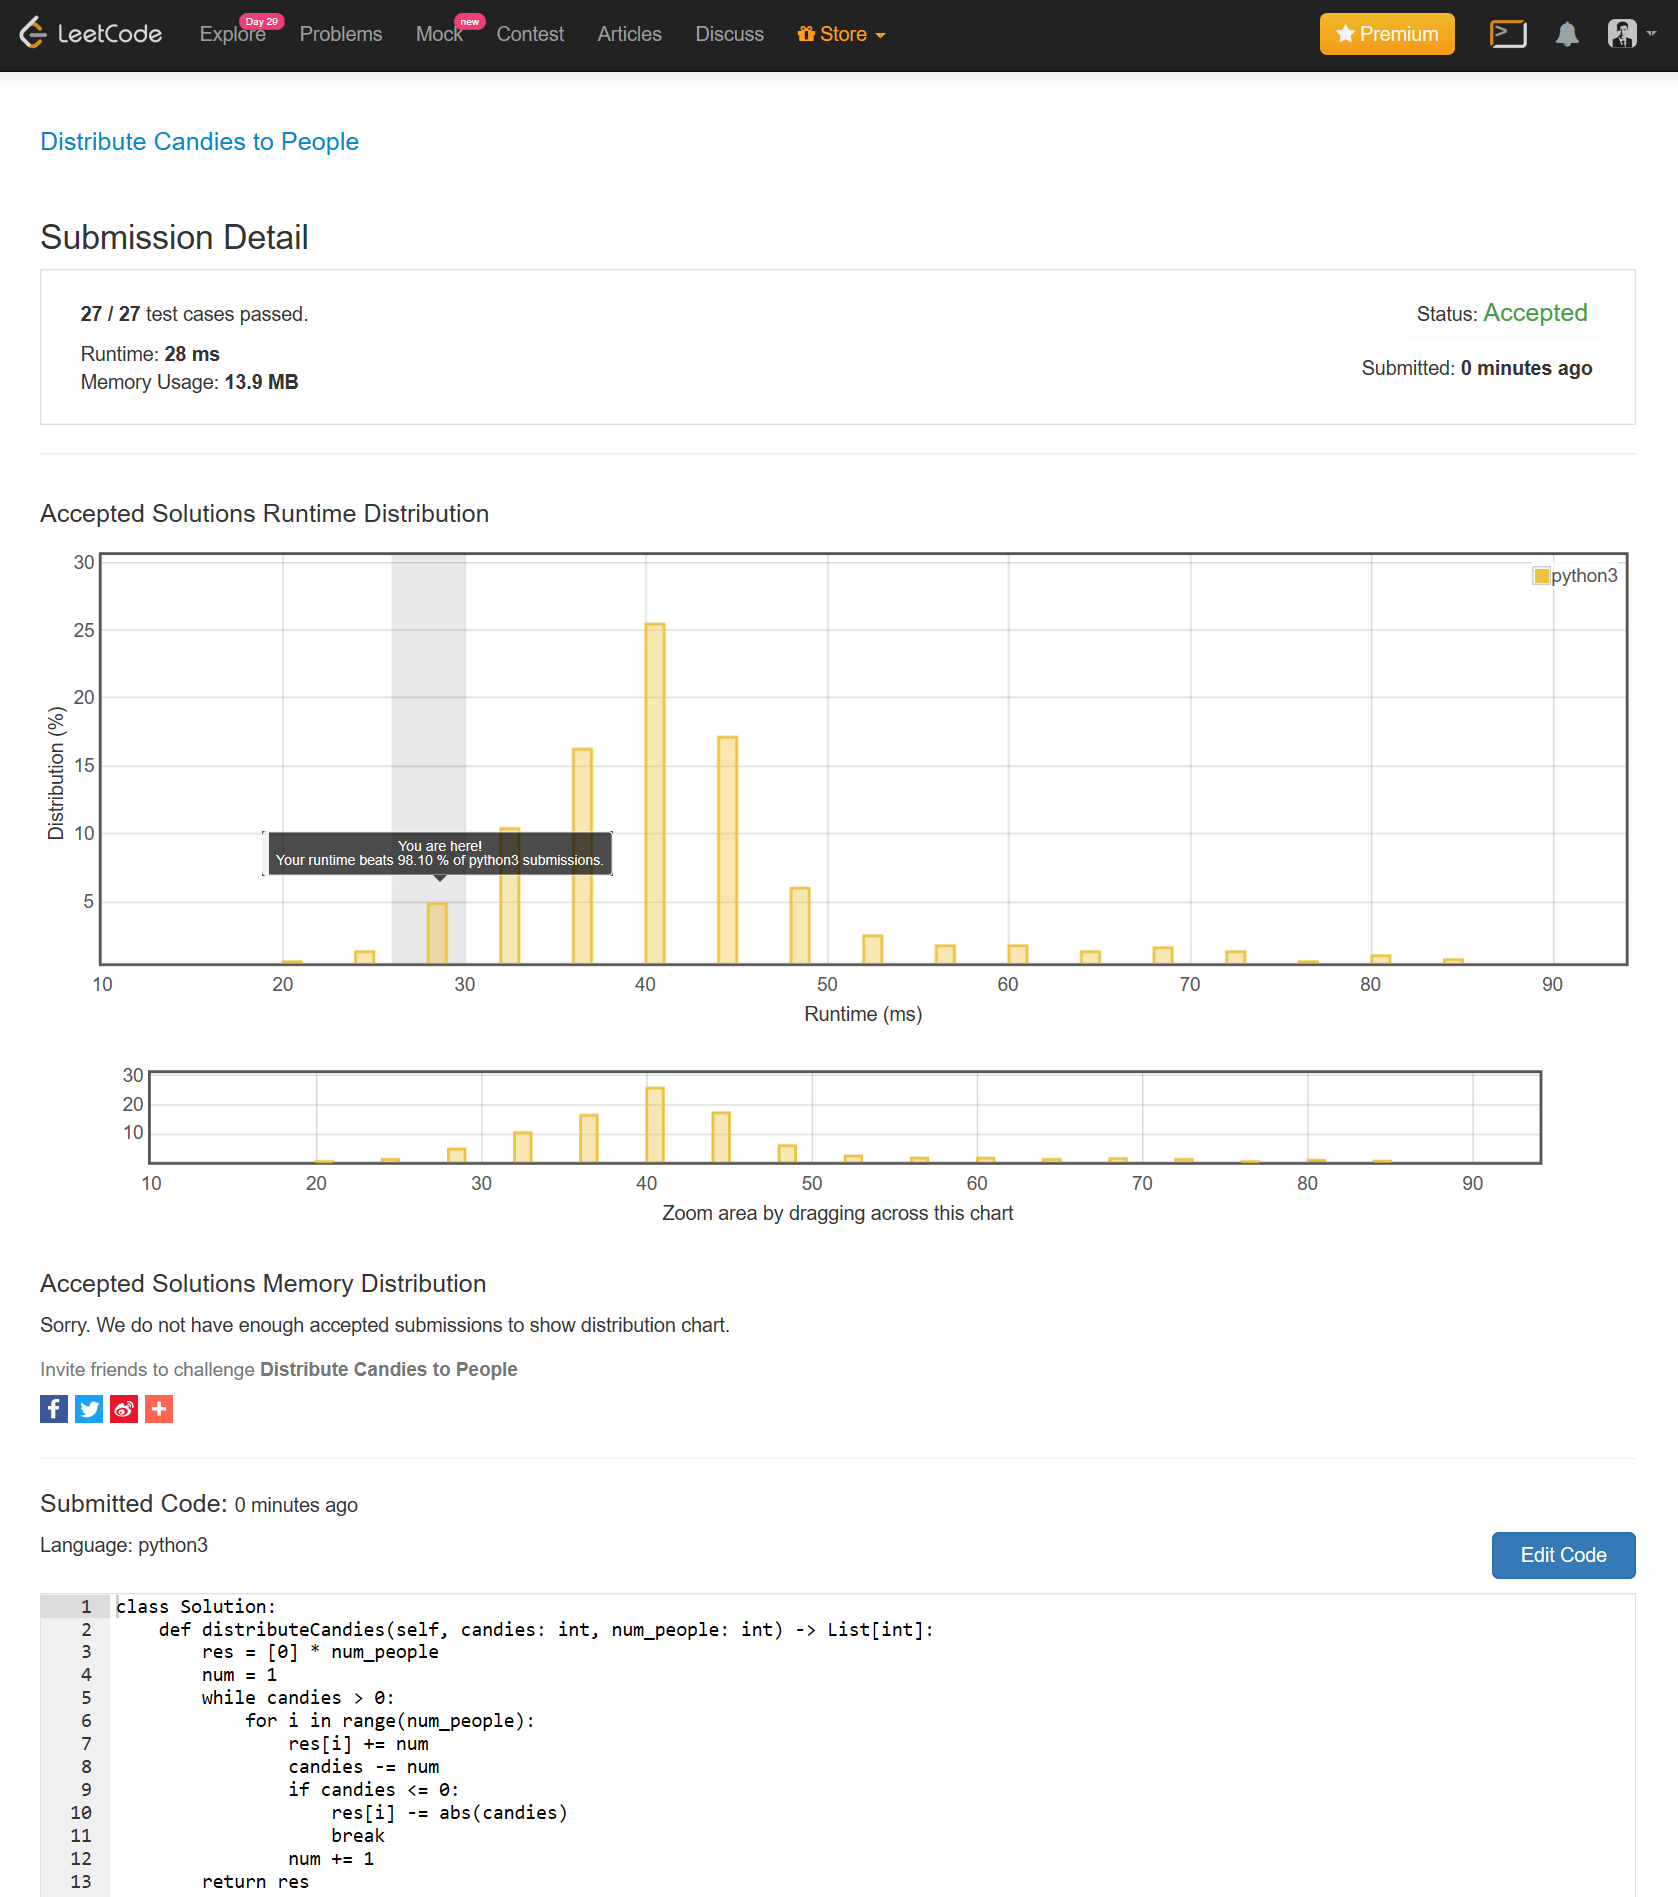 LeetCode
Explore Day 29 Problems Mock new Contest Articles Discuss Store Premium
Distribute Candies to People
Submission Detail
27 / 27 test cases passed.
Status: Accepted
Runtime: 28 ms
Submitted: 0 minutes ago
Memory Usage: 13.9 MB
Accepted Solutions Runtime Distribution
30
25
20
15
10
5
Distribution (%)
python3
You are here!
Your runtime beats 98.10 % of python3 submissions.
10 20 30 40 50 60 70 80 90
Runtime (ms)
30
20
10
10 20 30 40 50 60 70 80 90
Zoom area by dragging across this chart
Accepted Solutions Memory Distribution
Sorry. We do not have enough accepted submissions to show distribution chart.
Invite friends to challenge Distribute Candies to People
Submitted Code: 0 minutes ago
Language: python3
Edit Code
1 class Solution:
2     def distributeCandies(self, candies: int, num_people: int) -> List[int]:
3         res = [0] * num_people
4         num = 1
5         while candies > 0:
6             for i in range(num_people):
7                 res[i] += num
8                 candies -= num
9                 if candies <= 0:
10                     res[i] -= abs(candies)
11                     break
12                 num += 1
13         return res